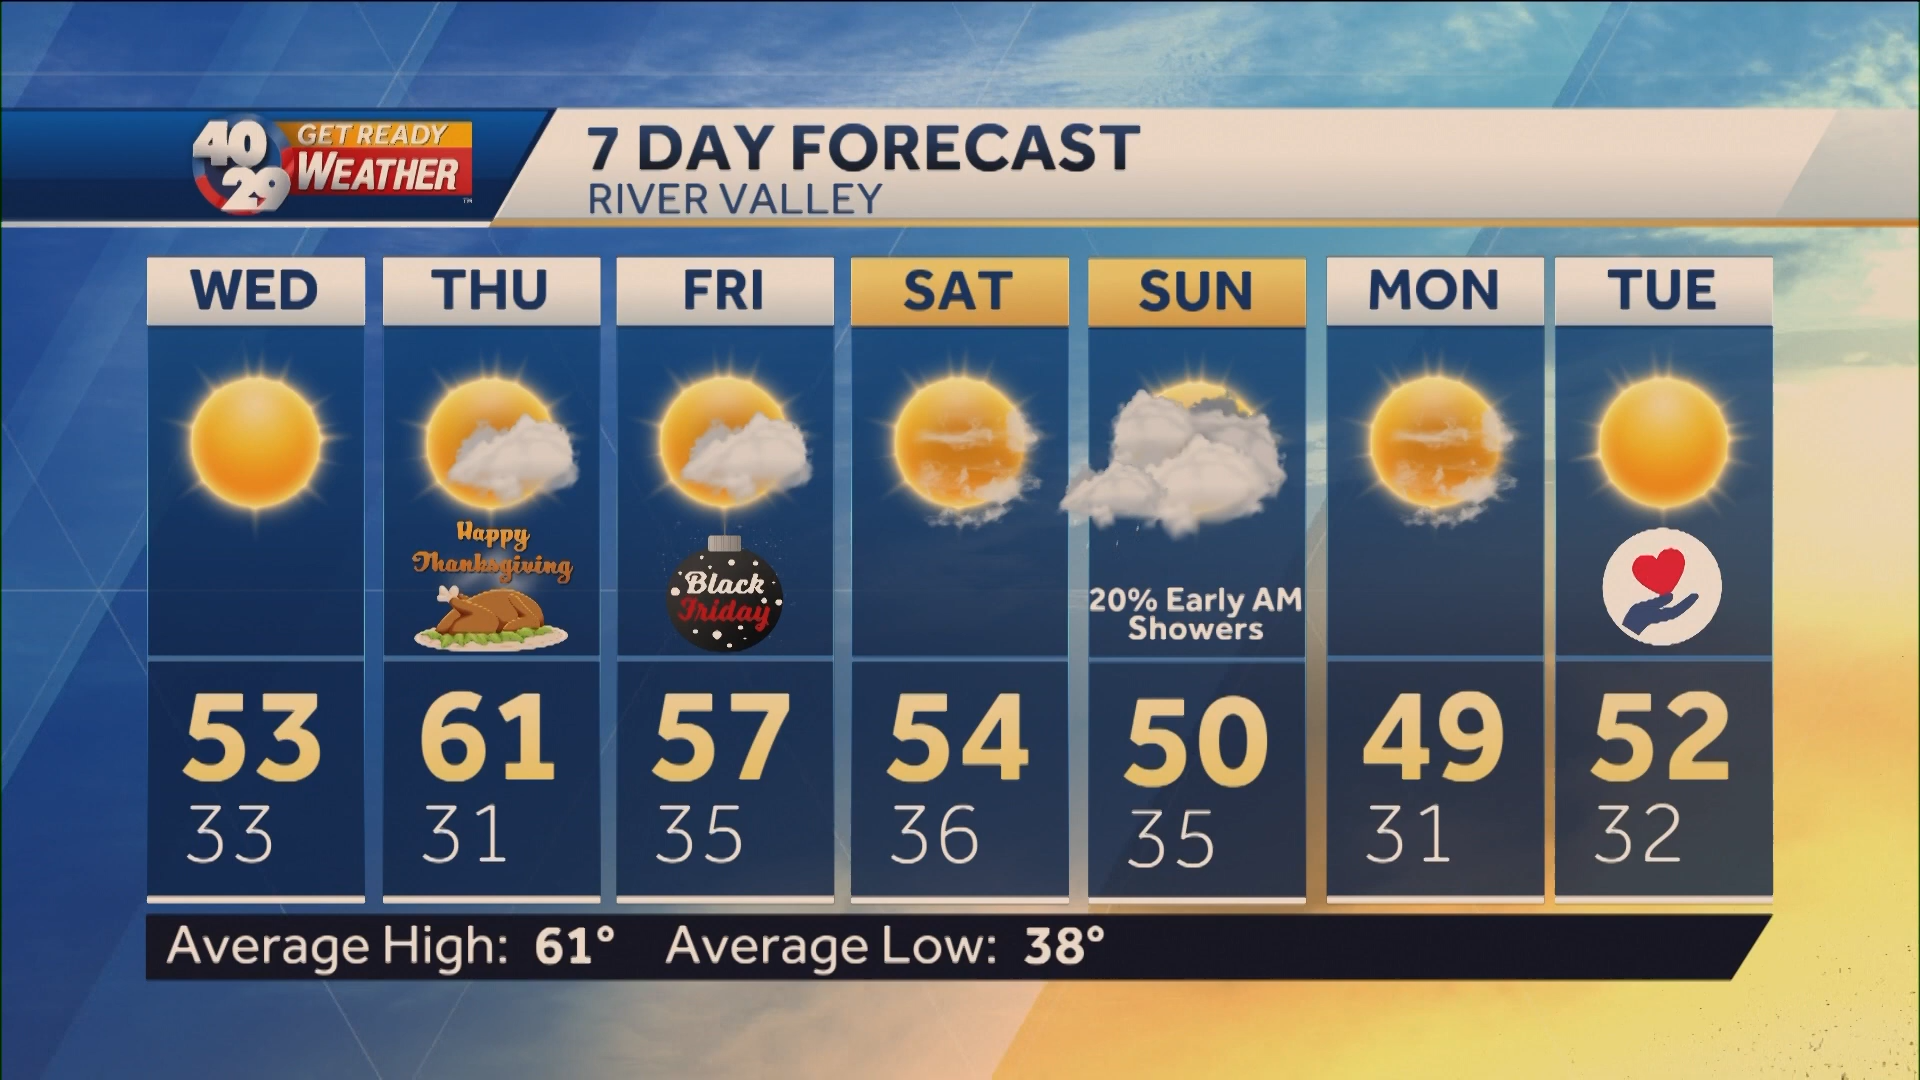 40
29
GET READY
WEATHER
™
7 DAY FORECAST
RIVER VALLEY
WED THU FRI SAT SUN MON TUE
Happy
Thanksgiving
Black
Friday
20% Early AM
Showers
53 61 57 54 50 49 52
33 31 35 36 35 31 32
Average High: 61° Average Low: 38°